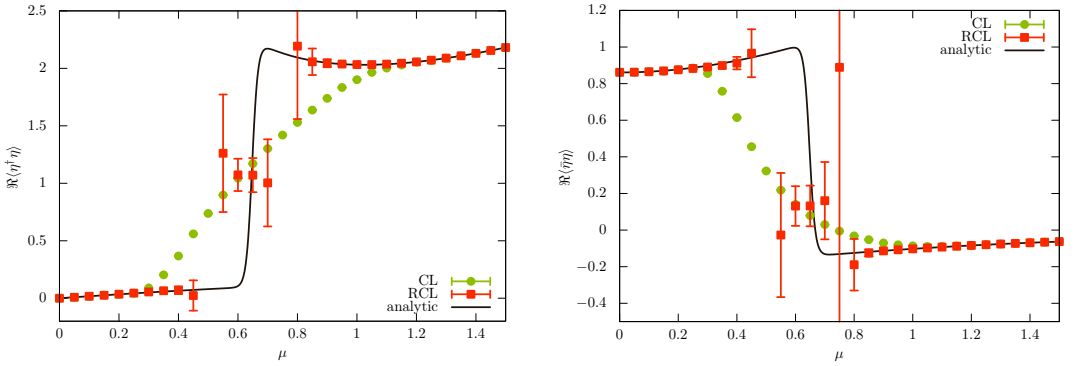 2.5
2
1.5
1
0.5
0
ℜ⟨η†η⟩
0 0.2 0.4 0.6 0.8 1 1.2 1.4
μ
CL
RCL
analytic
1.2
1
0.8
0.6
0.4
0.2
0
−0.2
−0.4
ℜ⟨η̄η⟩
0 0.2 0.4 0.6 0.8 1 1.2 1.4
μ
CL
RCL
analytic